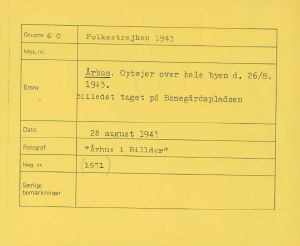 Gruppe 6 0 Folkestrejken 1943
Mus. nr.
Århus. Optøjer over hele byen d. 26/8.
Emne 1943.
Billedet taget på Banegårdspladsen
Dato 28 august 1943
Fotograf "Århus i Billder"
Neg. nr. (1571)
Særlige
bemærkninger